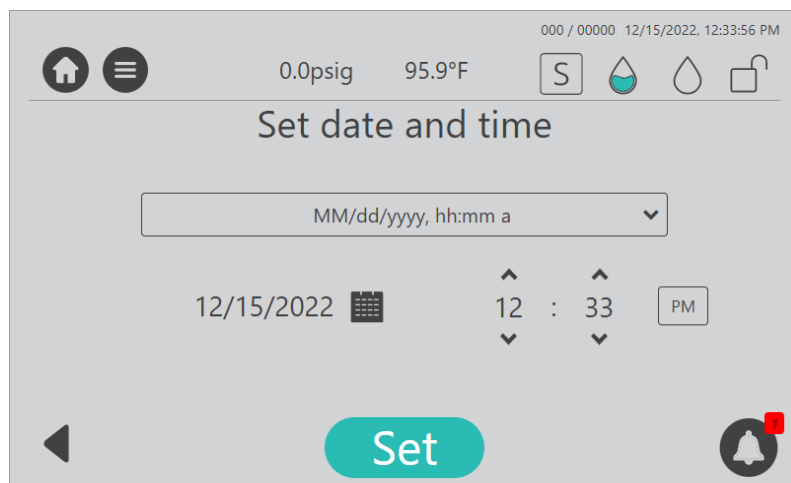 000 / 00000 12/15/2022, 12:33:56 PM
0.0psig 95.9°F S
Set date and time
MM/dd/yyyy, hh:mm a
12/15/2022 12 : 33 PM
Set
1